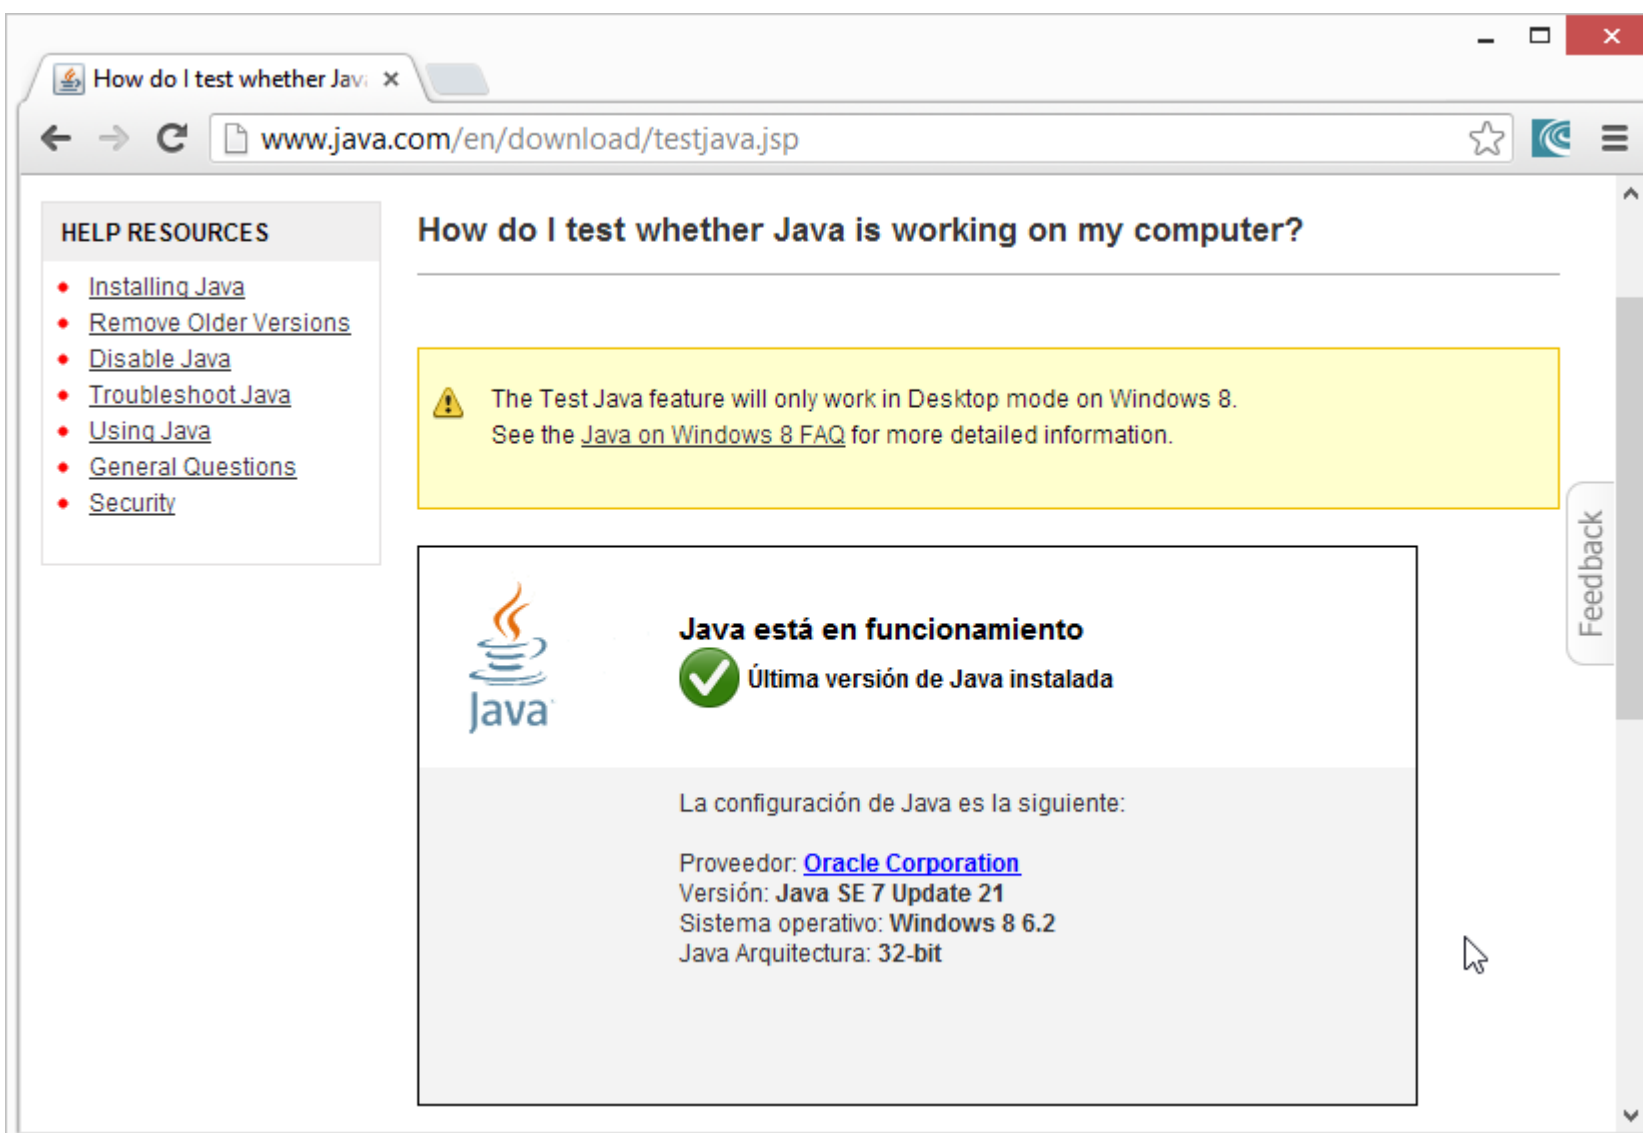 How do I test whether Jav
www.java.com/en/download/testjava.jsp
HELP RESOURCES
Installing Java
Remove Older Versions
Disable Java
Troubleshoot Java
Using Java
General Questions
Security
How do I test whether Java is working on my computer?
The Test Java feature will only work in Desktop mode on Windows 8.
See the Java on Windows 8 FAQ for more detailed information.
Java
Java está en funcionamiento
Última versión de Java instalada
La configuración de Java es la siguiente:
Proveedor: Oracle Corporation
Versión: Java SE 7 Update 21
Sistema operativo: Windows 8 6.2
Java Arquitectura: 32-bit
Feedback